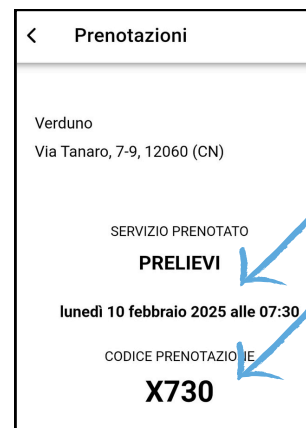 Prenotazioni
Verduno
Via Tanaro, 7-9, 12060 (CN)
SERVIZIO PRENOTATO
PRELIEVI
lunedì 10 febbraio 2025 alle 07:30
CODICE PRENOTAZIONE
X730